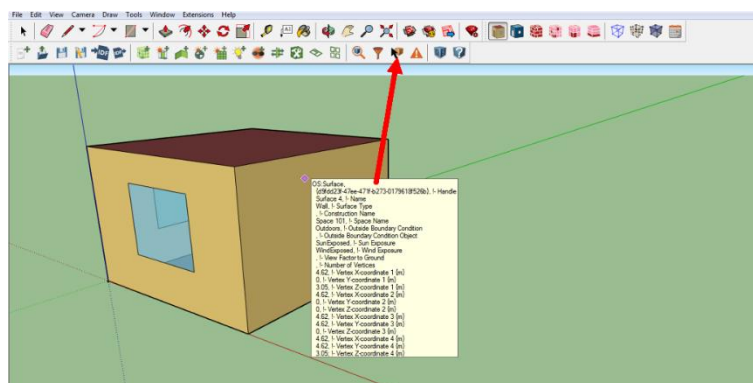 File Edit View Camera Draw Tools Window Extensions Help
OS:Surface,
{d9fdd23f-47ee-471f-b273-0179618f526b}, !- Handle
Surface 4, !- Name
Wall, !- Surface Type
, !- Construction Name
Space 101, !- Space Name
Outdoors, !- Outside Boundary Condition
, !- Outside Boundary Condition Object
SunExposed, !- Sun Exposure
WindExposed, !- Wind Exposure
, !- View Factor to Ground
, !- Number of Vertices
4.62, !- Vertex X-coordinate 1 {m}
0, !- Vertex Y-coordinate 1 {m}
3.05, !- Vertex Z-coordinate 1 {m}
4.62, !- Vertex X-coordinate 2 {m}
0, !- Vertex Y-coordinate 2 {m}
0, !- Vertex Z-coordinate 2 {m}
4.62, !- Vertex X-coordinate 3 {m}
4.62, !- Vertex Y-coordinate 3 {m}
0, !- Vertex Z-coordinate 3 {m}
4.62, !- Vertex X-coordinate 4 {m}
4.62, !- Vertex Y-coordinate 4 {m}
3.05, !- Vertex Z-coordinate 4 {m}